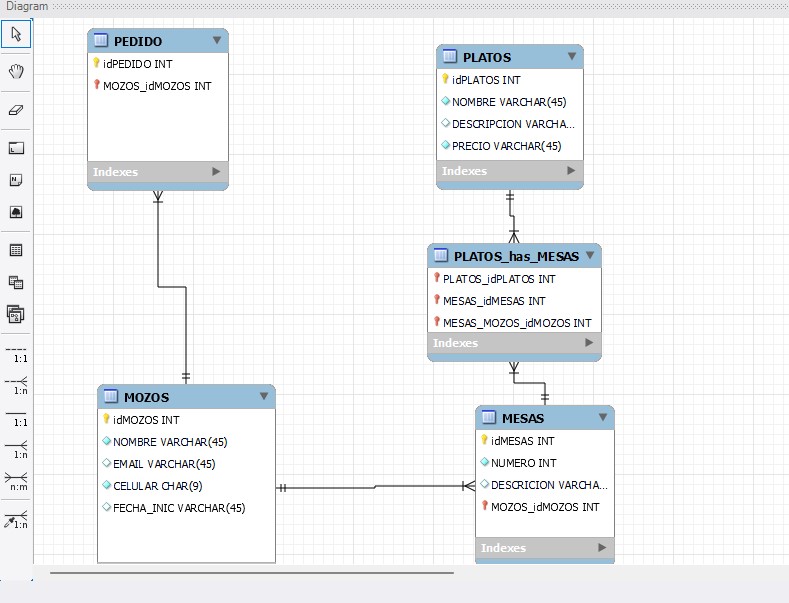 Diagram
PEDIDO
idPEDIDO INT
MOZOS_idMOZOS INT
Indexes
PLATOS
idPLATOS INT
NOMBRE VARCHAR(45)
DESCRIPCION VARCHA...
PRECIO VARCHAR(45)
Indexes
PLATOS_has_MESAS
PLATOS_idPLATOS INT
MESAS_idMESAS INT
MESAS_MOZOS_idMOZOS INT
Indexes
MOZOS
idMOZOS INT
NOMBRE VARCHAR(45)
EMAIL VARCHAR(45)
CELULAR CHAR(9)
FECHA_INIC VARCHAR(45)
MESAS
idMESAS INT
NUMERO INT
DESCRICION VARCHA...
MOZOS_idMOZOS INT
Indexes
1:1
1:n
1:1
1:n
n:m
1:n